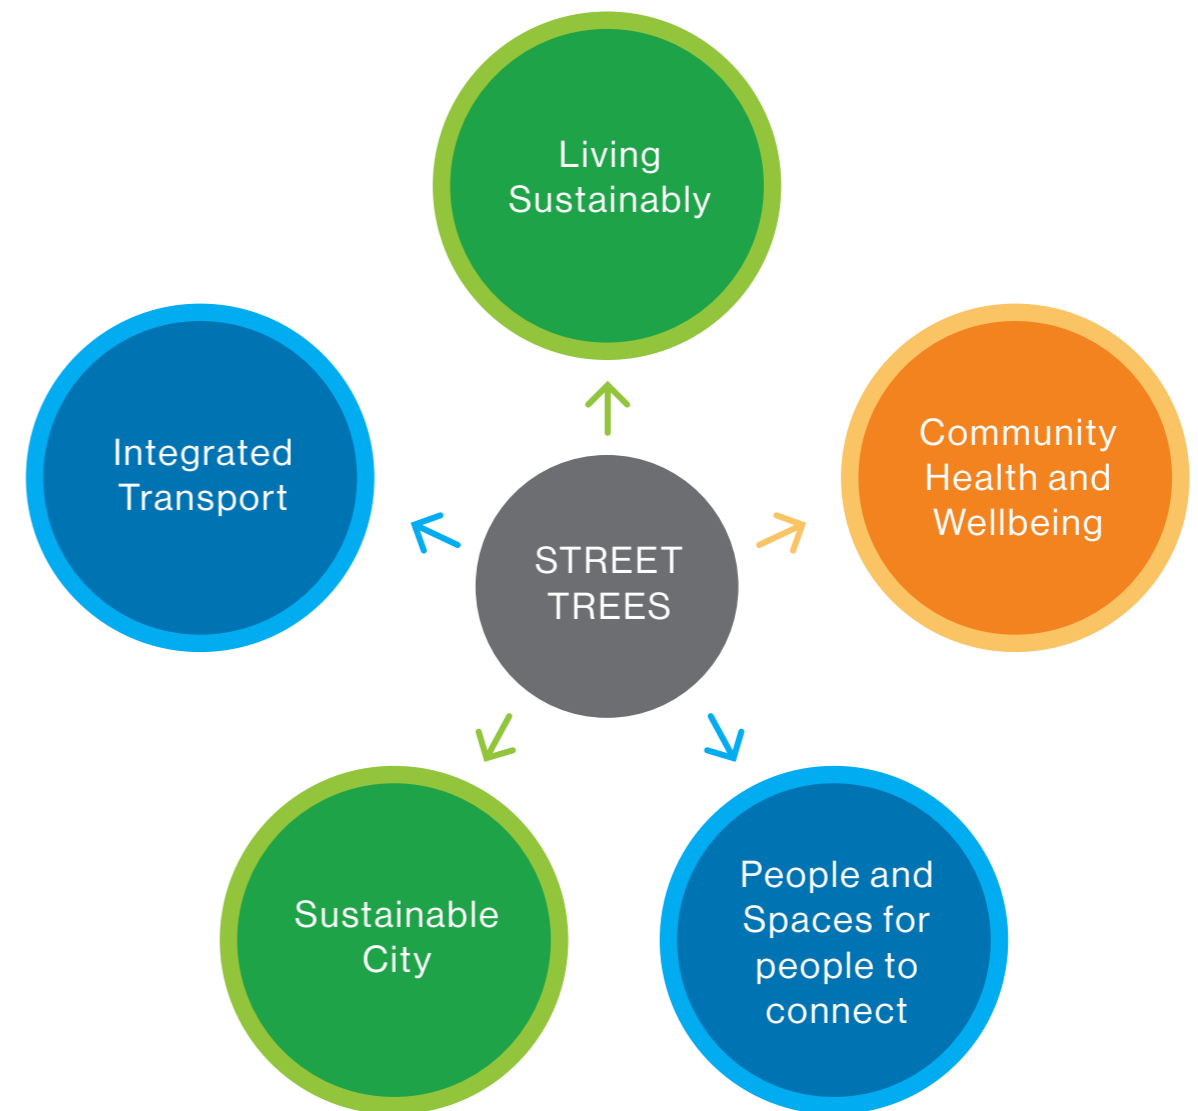 Living
Sustainably
Community
Health and
Wellbeing
Integrated
Transport
STREET
TREES
People and
Spaces for
people to
connect
Sustainable
City